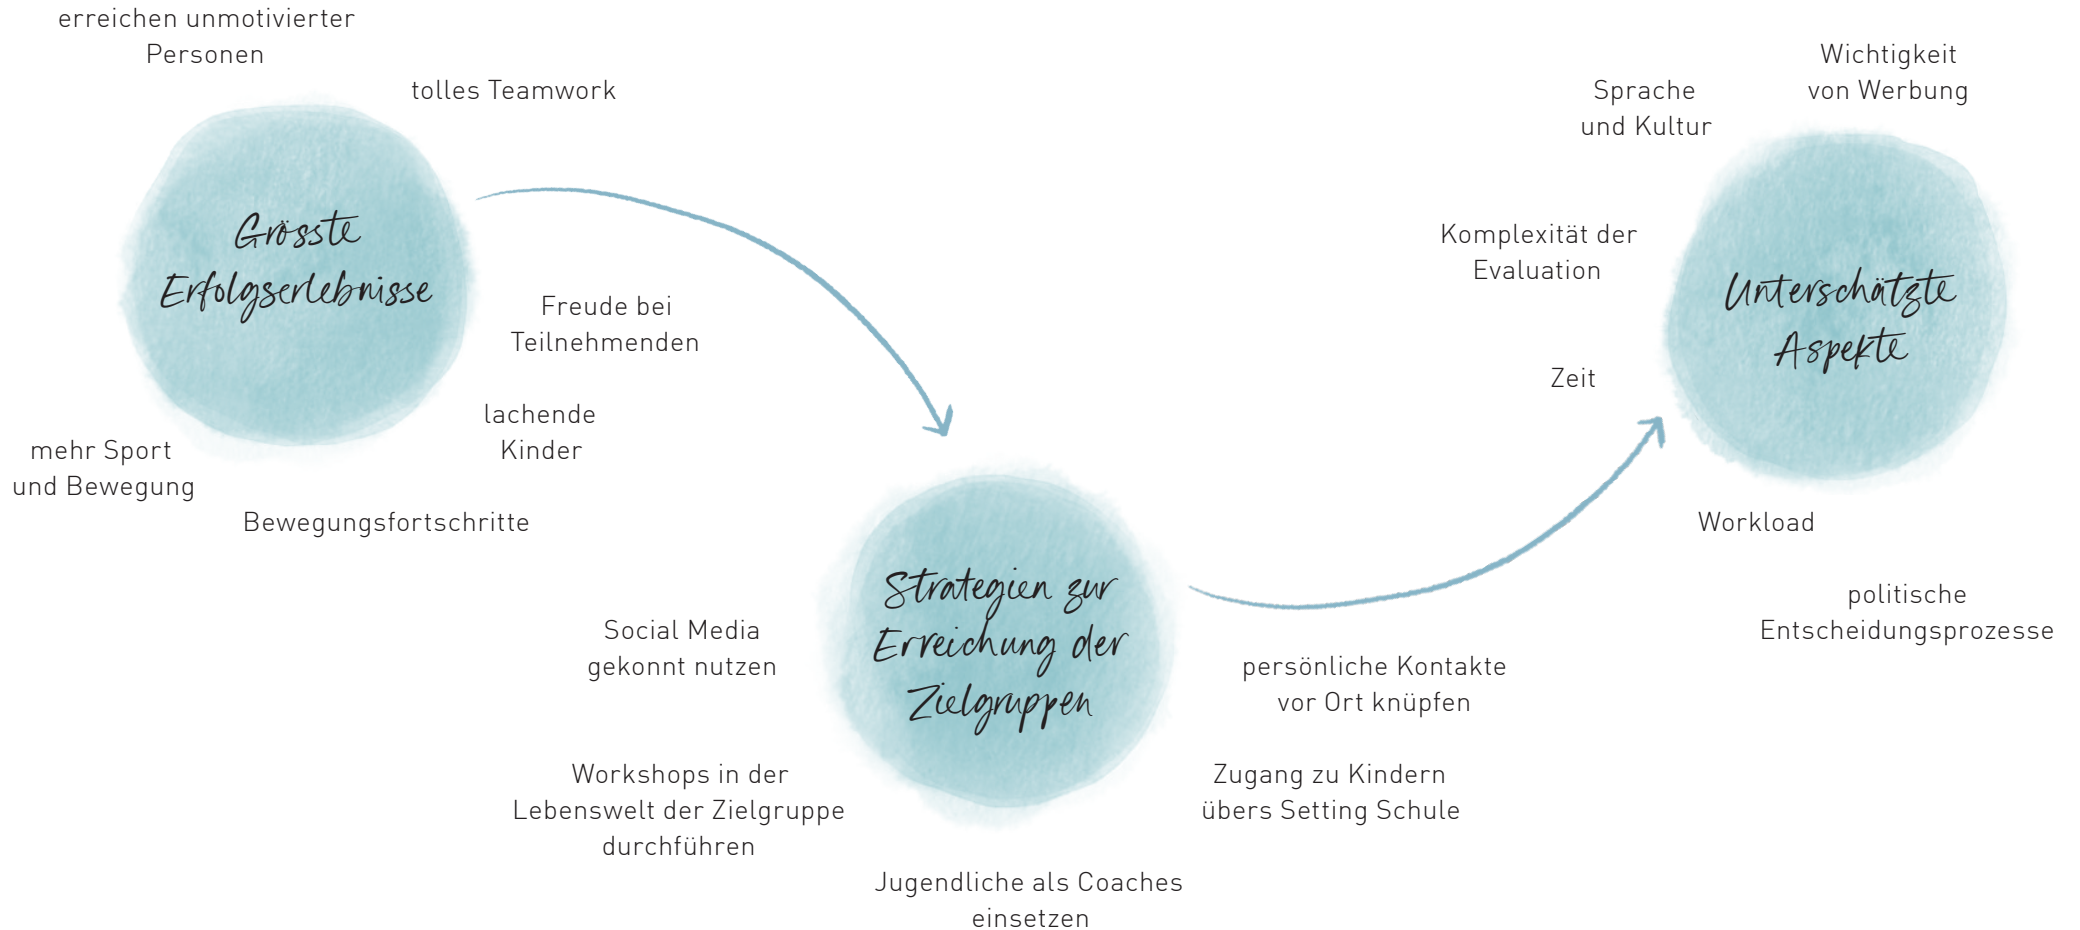 erreichen unmotivierter
Personen
tolles Teamwork
Grösste
Erfolgserlebnisse
Freude bei
Teilnehmenden
lachende
Kinder
mehr Sport
und Bewegung
Bewegungsfortschritte
Strategien zur
Erreichung der
Zielgruppen
Social Media
gekonnt nutzen
Workshops in der
Lebenswelt der Zielgruppe
durchführen
Jugendliche als Coaches
einsetzen
persönliche Kontakte
vor Ort knüpfen
Zugang zu Kindern
übers Setting Schule
Wichtigkeit
von Werbung
Sprache
und Kultur
Komplexität der
Evaluation
Unterschätzte
Aspekte
Zeit
Workload
politische
Entscheidungsprozesse